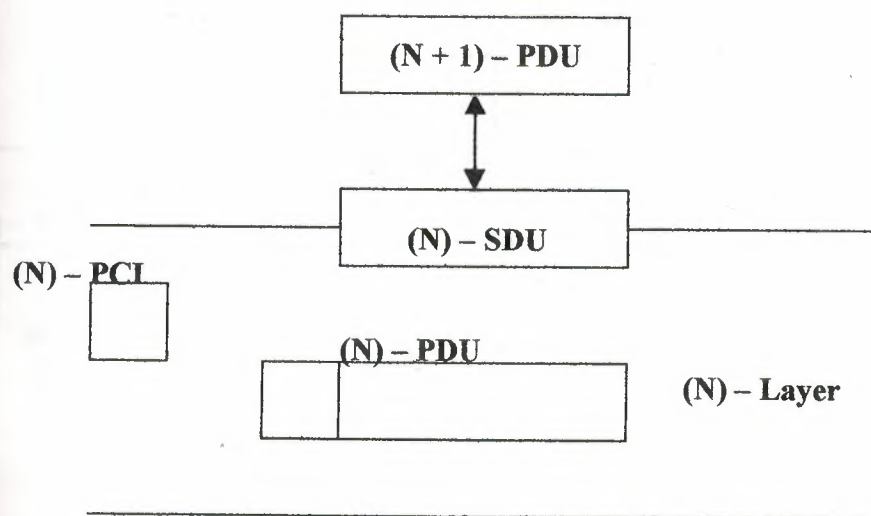 (N + 1) – PDU
(N) – SDU
(N) – PCI
(N) – PDU
(N) – Layer